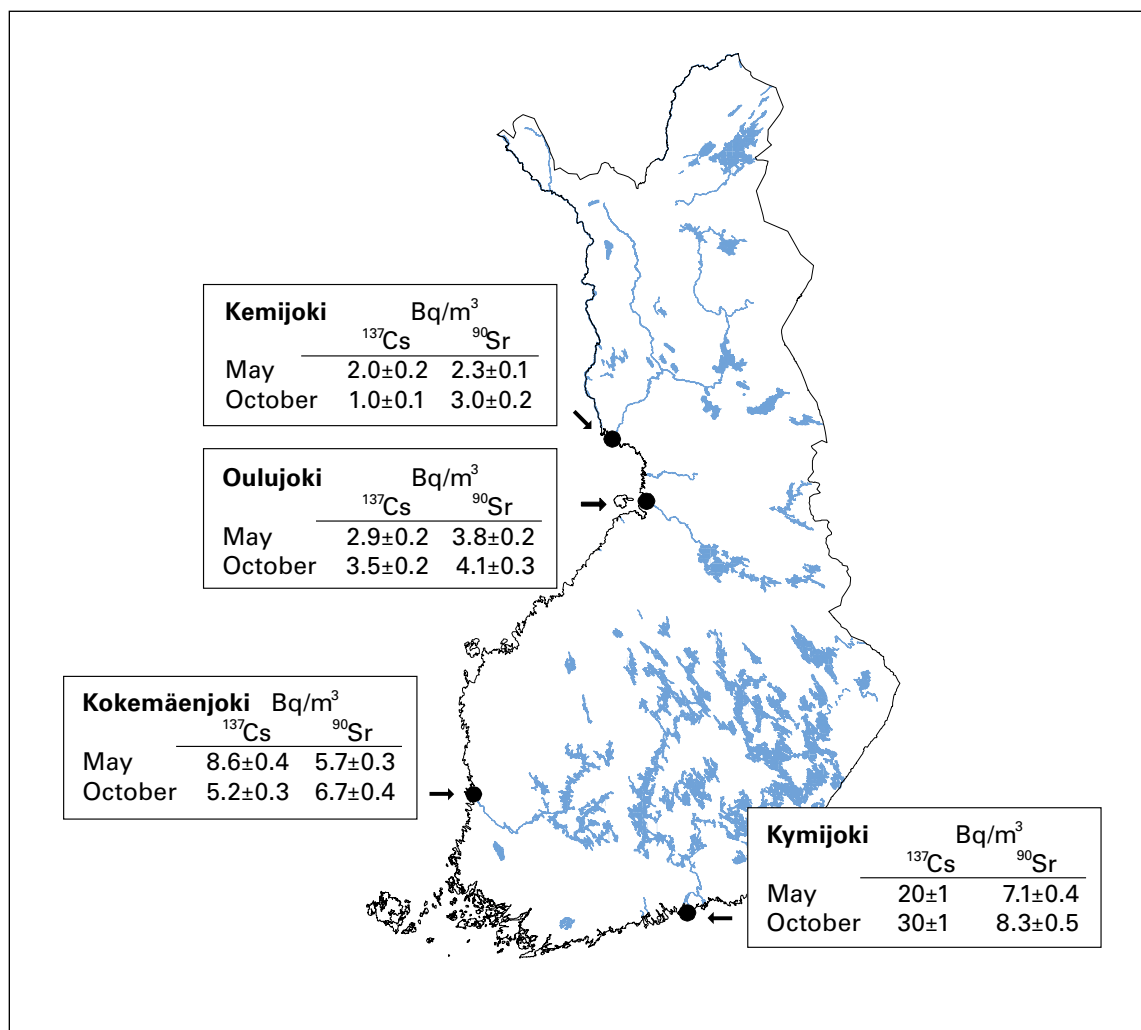 Kemijoki Bq/m³
¹³⁷Cs ⁹⁰Sr
May 2.0±0.2 2.3±0.1
October 1.0±0.1 3.0±0.2
Oulujoki Bq/m³
¹³⁷Cs ⁹⁰Sr
May 2.9±0.2 3.8±0.2
October 3.5±0.2 4.1±0.3
Kokemäenjoki Bq/m³
¹³⁷Cs ⁹⁰Sr
May 8.6±0.4 5.7±0.3
October 5.2±0.3 6.7±0.4
Kymijoki Bq/m³
¹³⁷Cs ⁹⁰Sr
May 20±1 7.1±0.4
October 30±1 8.3±0.5